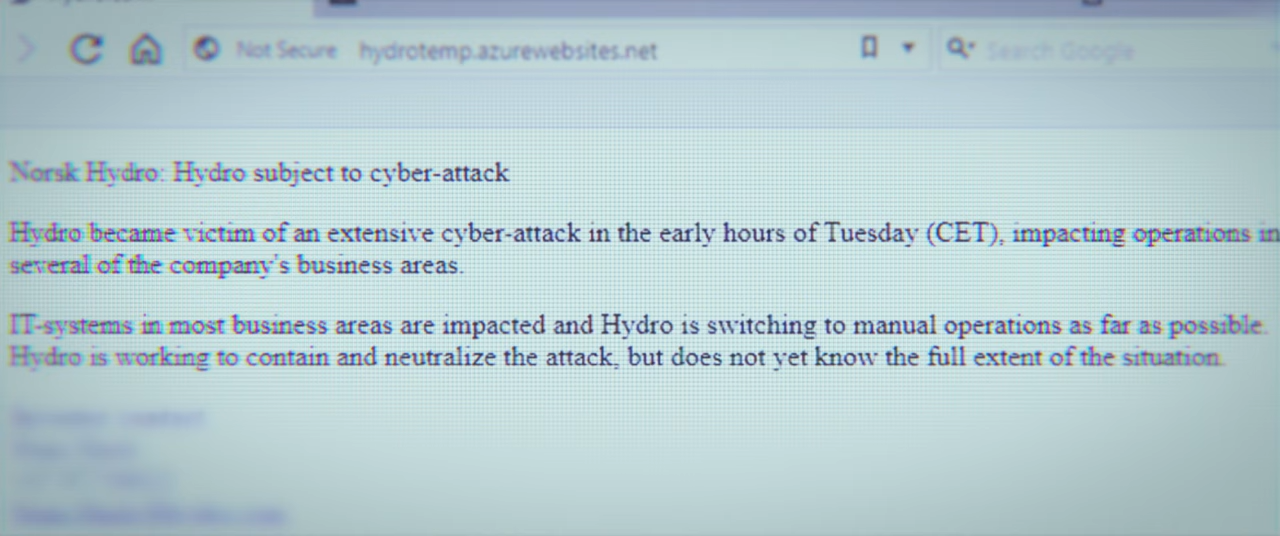 Not Secure hydrotemp.azurewebsites.net Search Google
Norsk Hydro: Hydro subject to cyber-attack
Hydro became victim of an extensive cyber-attack in the early hours of Tuesday (CET), impacting operations in
several of the company's business areas.
IT-systems in most business areas are impacted and Hydro is switching to manual operations as far as possible.
Hydro is working to contain and neutralize the attack, but does not yet know the full extent of the situation.